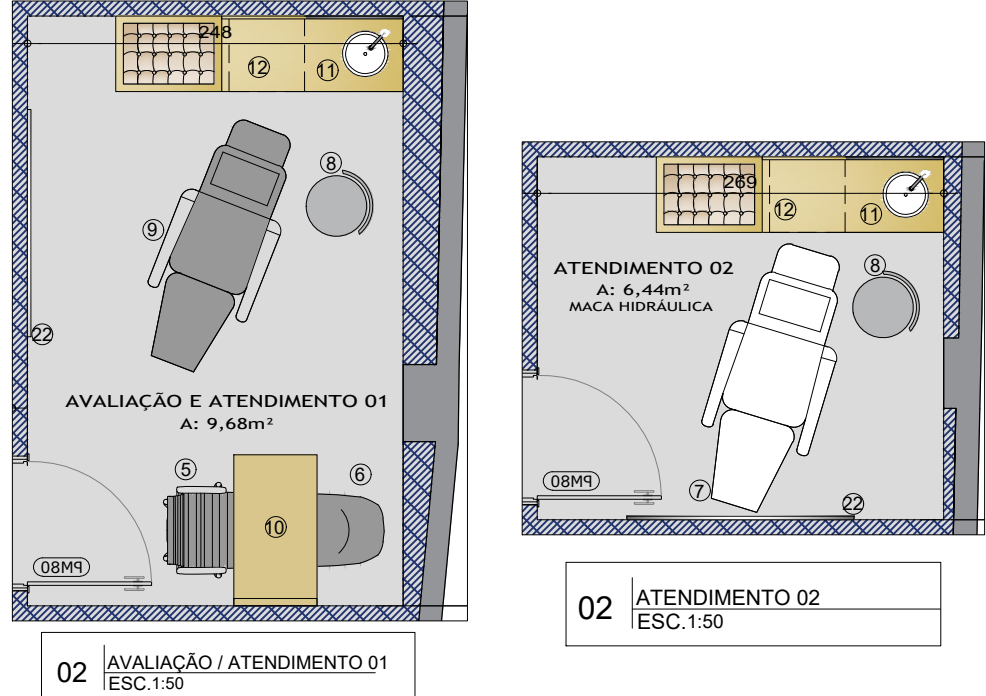 248
12
11
8
9
22
AVALIAÇÃO E ATENDIMENTO 01
A: 9,68m²
5
6
10
PM80
02
AVALIAÇÃO / ATENDIMENTO 01
ESC.1:50
269
12
11
ATENDIMENTO 02
A: 6,44m²
MACA HIDRÁULICA
8
PM80
7
22
02
ATENDIMENTO 02
ESC.1:50